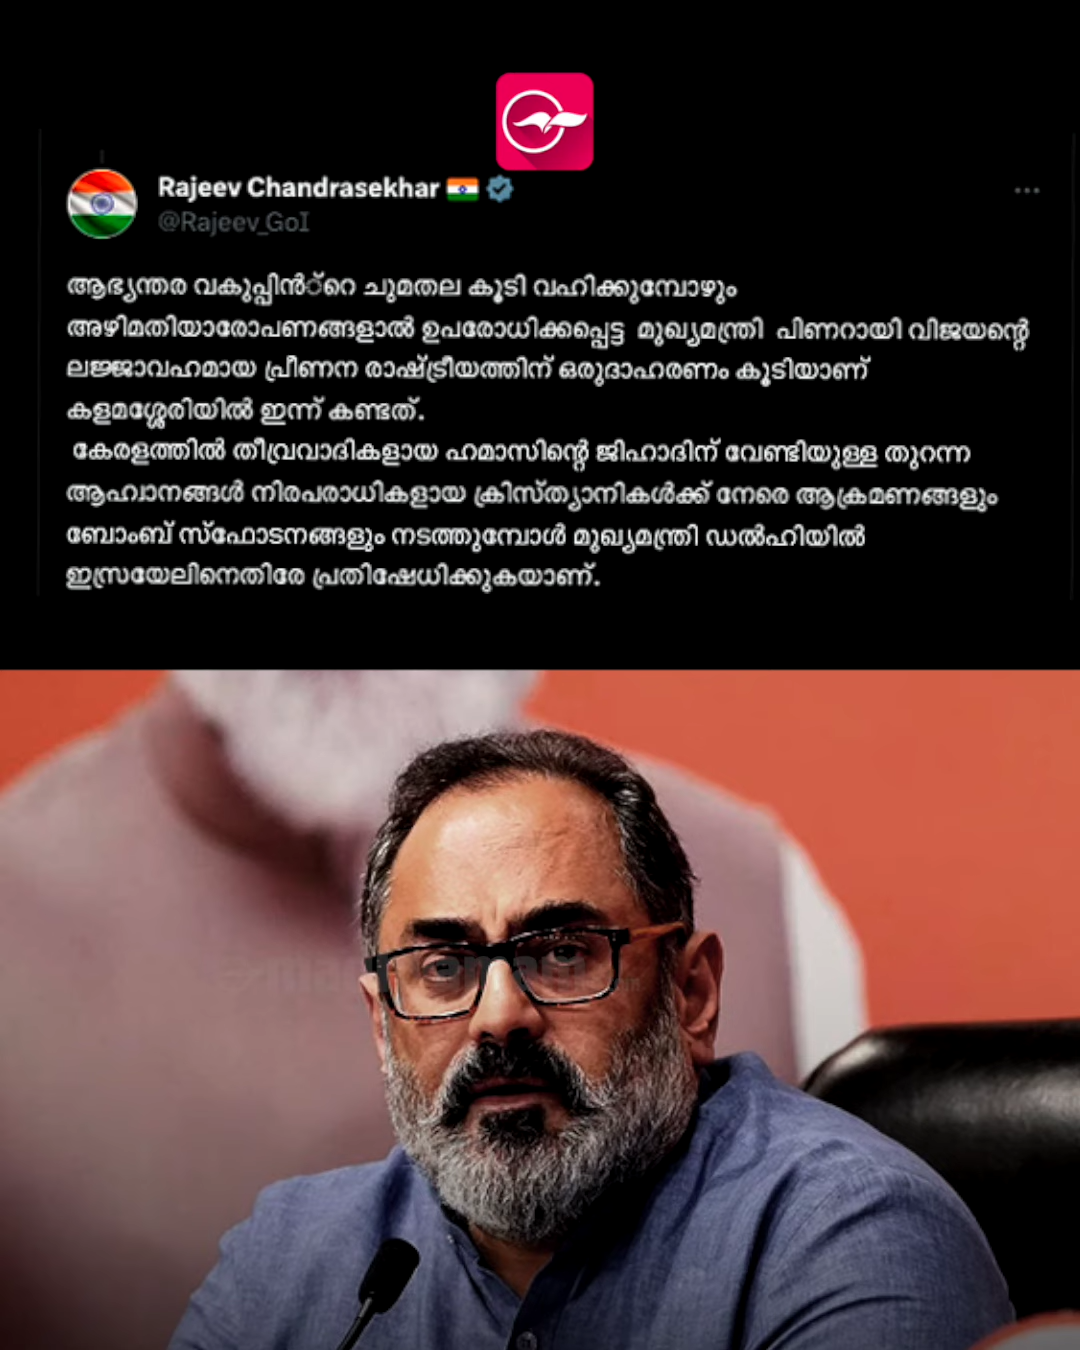 Rajeev Chandrasekhar
@Rajeev_GoI
ആഭ്യന്തര വകുപ്പിൻ്റെ ചുമതല കൂടി വഹിക്കുമ്പോഴും
അഴിമതിയാരോപണങ്ങളാൽ ഉപരോധിക്കപ്പെട്ട മുഖ്യമന്ത്രി പിണറായി വിജയന്റെ
ലജ്ജാവഹമായ പ്രീണന രാഷ്ട്രീയത്തിന് ഒരുദാഹരണം കൂടിയാണ്
കളമശ്ശേരിയിൽ ഇന്ന് കണ്ടത്.
കേരളത്തിൽ തീവ്രവാദികളായ ഹമാസിന്റെ ജിഹാദിന് വേണ്ടിയുള്ള തുറന്ന
ആഹ്വാനങ്ങൾ നിരപരാധികളായ ക്രിസ്ത്യാനികൾക്ക് നേരെ ആക്രമണങ്ങളും
ബോംബ് സ്ഫോടനങ്ങളും നടത്തുമ്പോൾ മുഖ്യമന്ത്രി ഡൽഹിയിൽ
ഇസ്രയേലിനെതിരേ പ്രതിഷേധിക്കുകയാണ്.